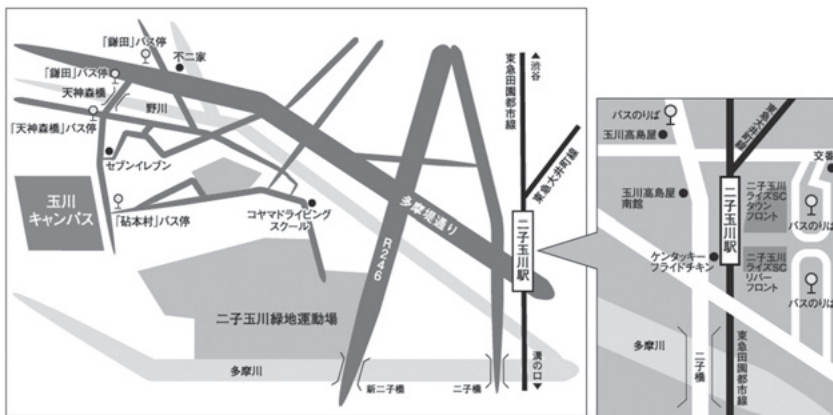 「鎌田」バス停
不二家
「鎌田」バス停
天神森橋
野川
「天神森橋」バス停
セブンイレブン
玉川
キャンパス
「砧本村」バス停
コヤマドライビング
スクール
多摩堤通り
R246
二子玉川緑地運動場
多摩川
新二子橋
二子橋
▲渋谷
東急田園都市線
東急大井町線
二子玉川駅
溝の口▼
バスのりば
玉川高島屋
東急大井町線
交番
玉川高島屋
南館
二子玉川駅
二子玉川
ライズSC
タウン
フロント
バスのりば
ケンタッキー
フライドチキン
二子玉川
ライズSC
リバー
フロント
バスのりば
多摩川
二子橋
東急田園都市線